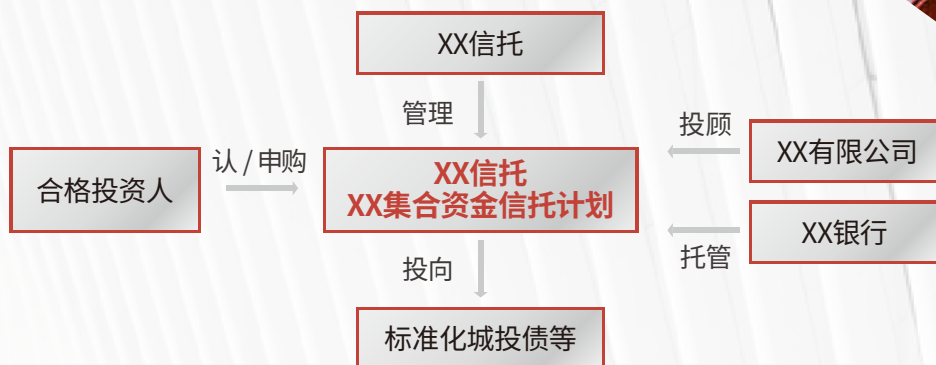 XX信托
管理
投顾
XX有限公司
认/申购
合格投资人
XX信托
XX集合资金信托计划
XX银行
托管
投向
标准化城投债等